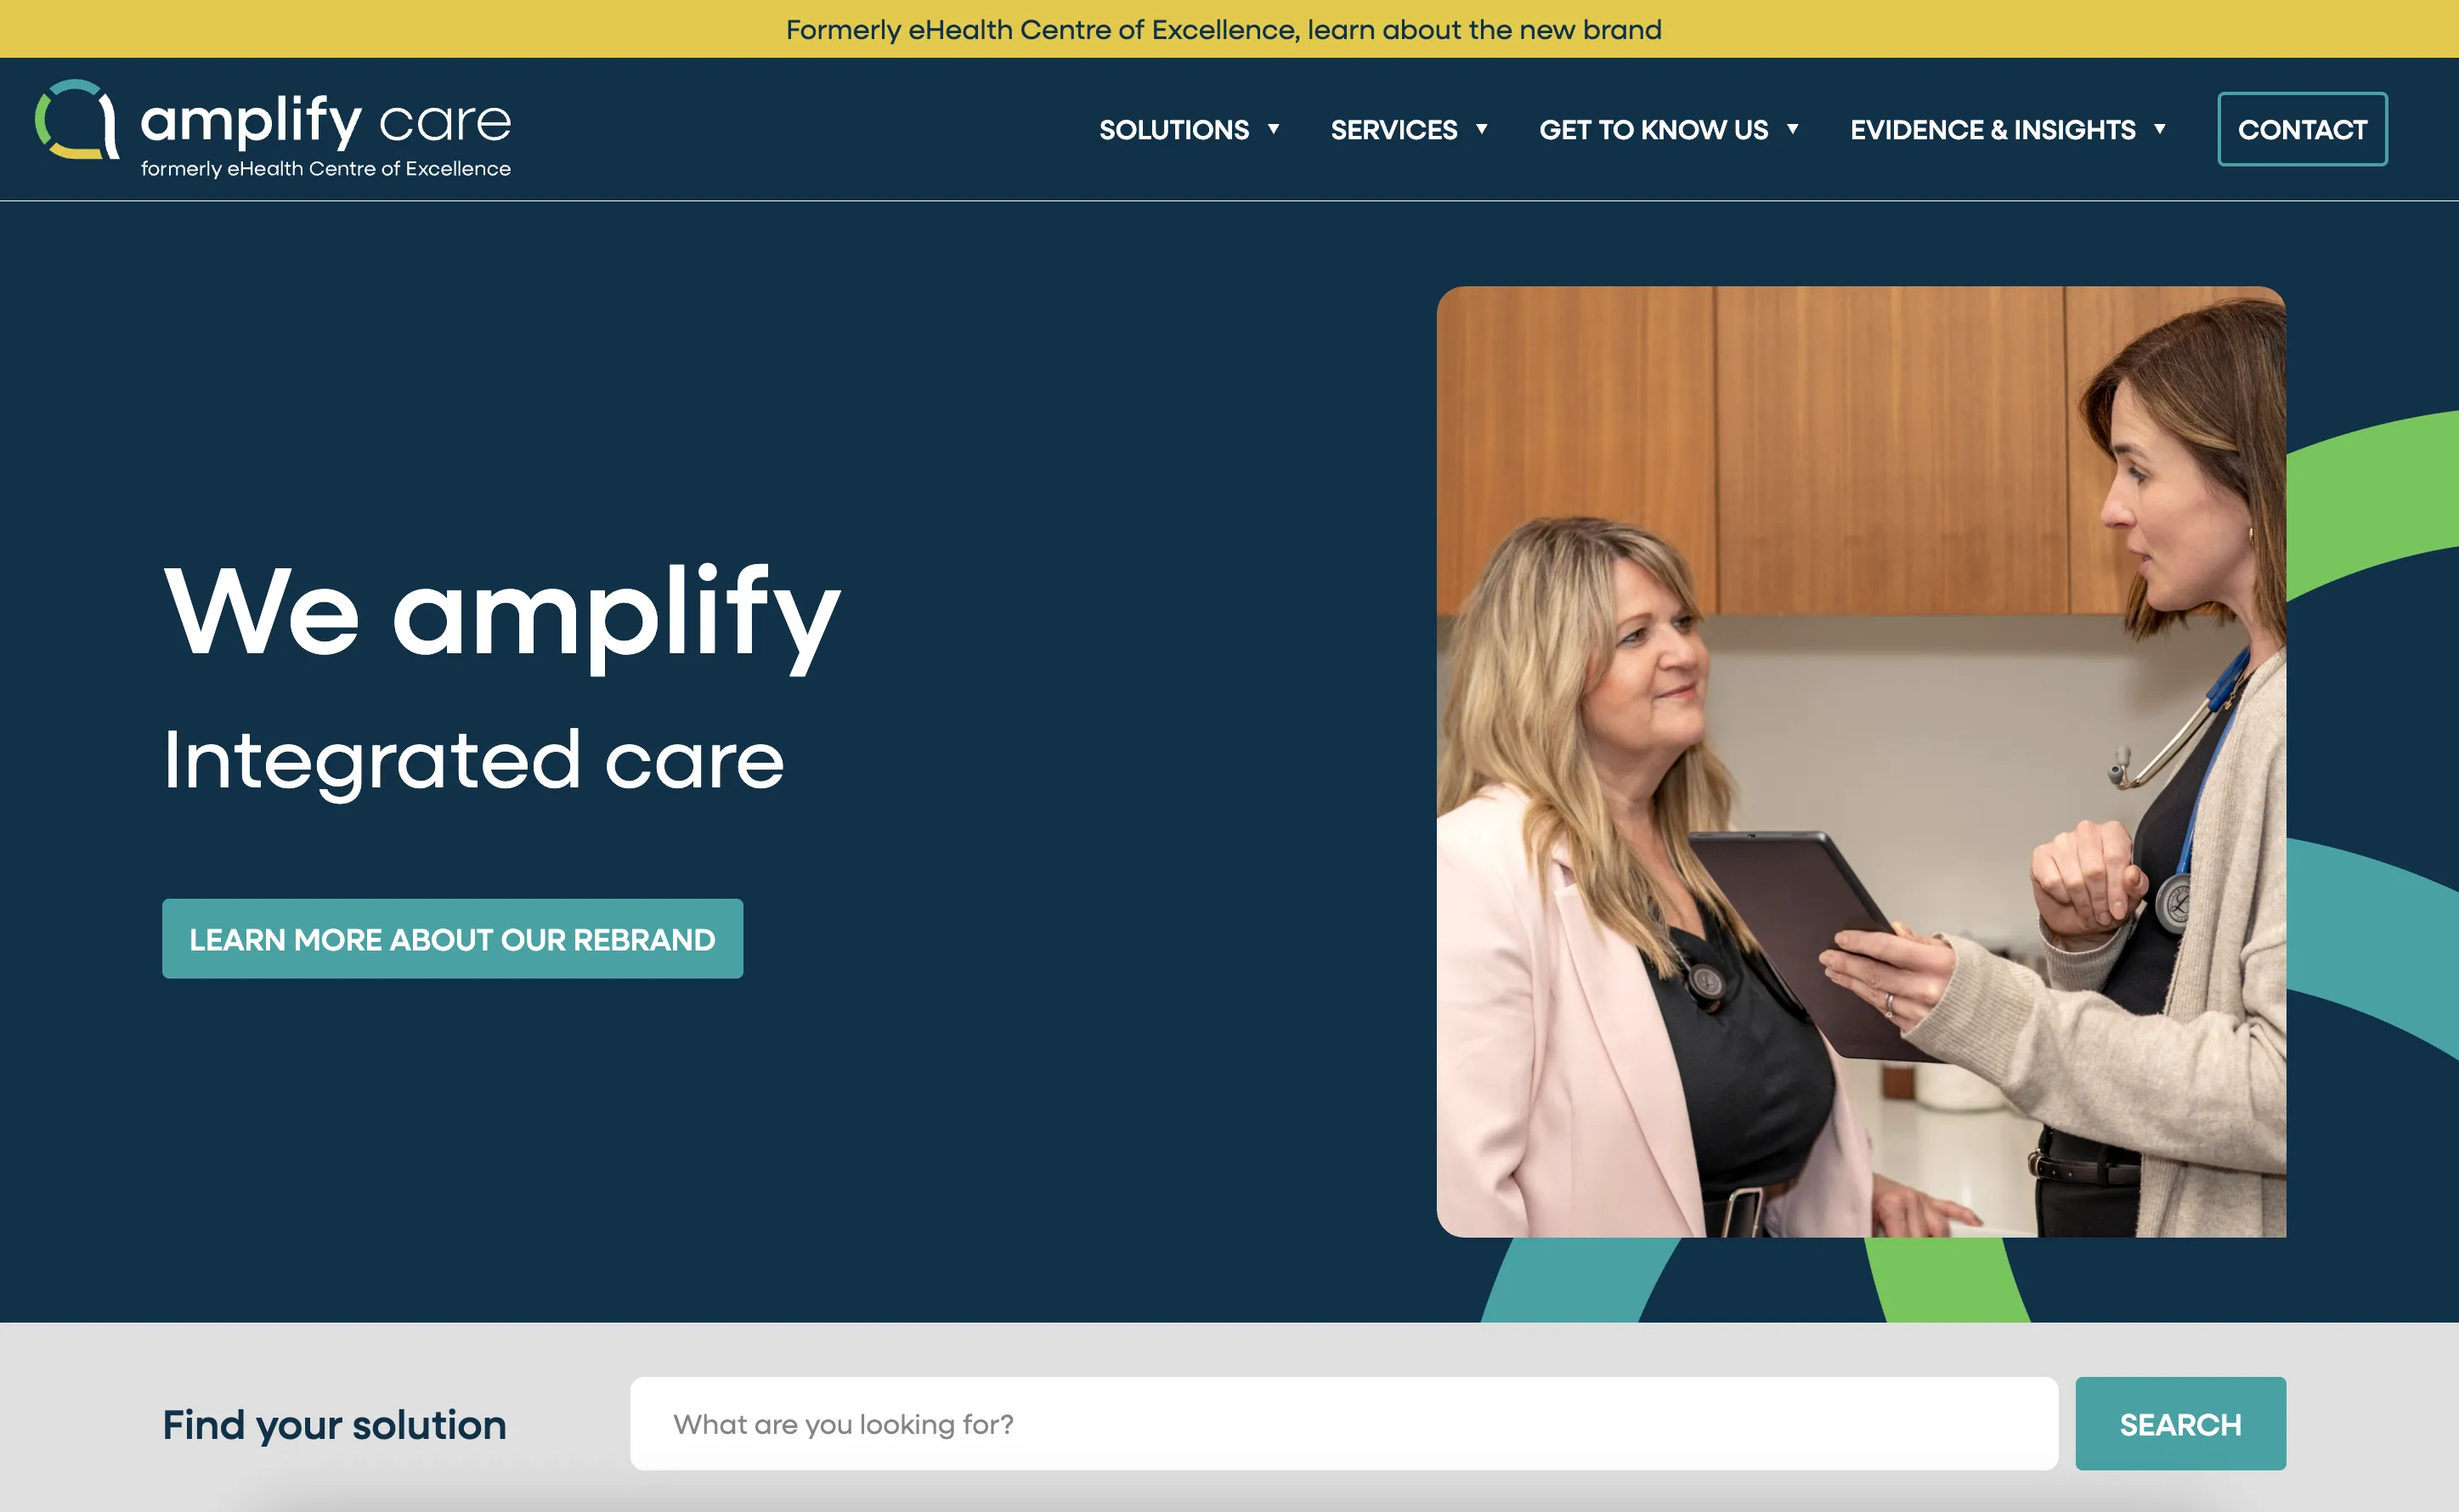 Formerly eHealth Centre of Excellence, learn about the new brand
amplify care
formerly eHealth Centre of Excellence
SOLUTIONS ▼ SERVICES ▼ GET TO KNOW US ▼ EVIDENCE & INSIGHTS ▼ CONTACT
We amplify
Integrated care
LEARN MORE ABOUT OUR REBRAND
Find your solution
What are you looking for?
SEARCH